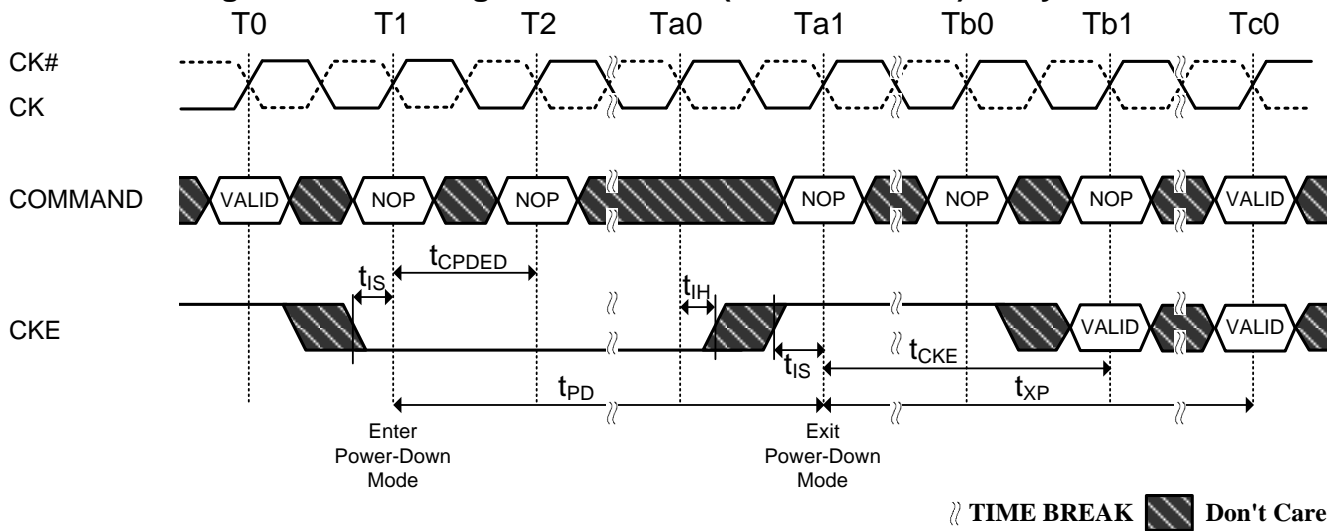 T0 T1 T2 Ta0 Ta1 Tb0 Tb1 Tc0
CK#
CK
COMMAND VALID NOP NOP NOP NOP NOP VALID
tCPDED
tIS tIH
CKE VALID VALID
tIS tCKE
tPD tXP
Enter Power-Down Mode
Exit Power-Down Mode
TIME BREAK Don't Care